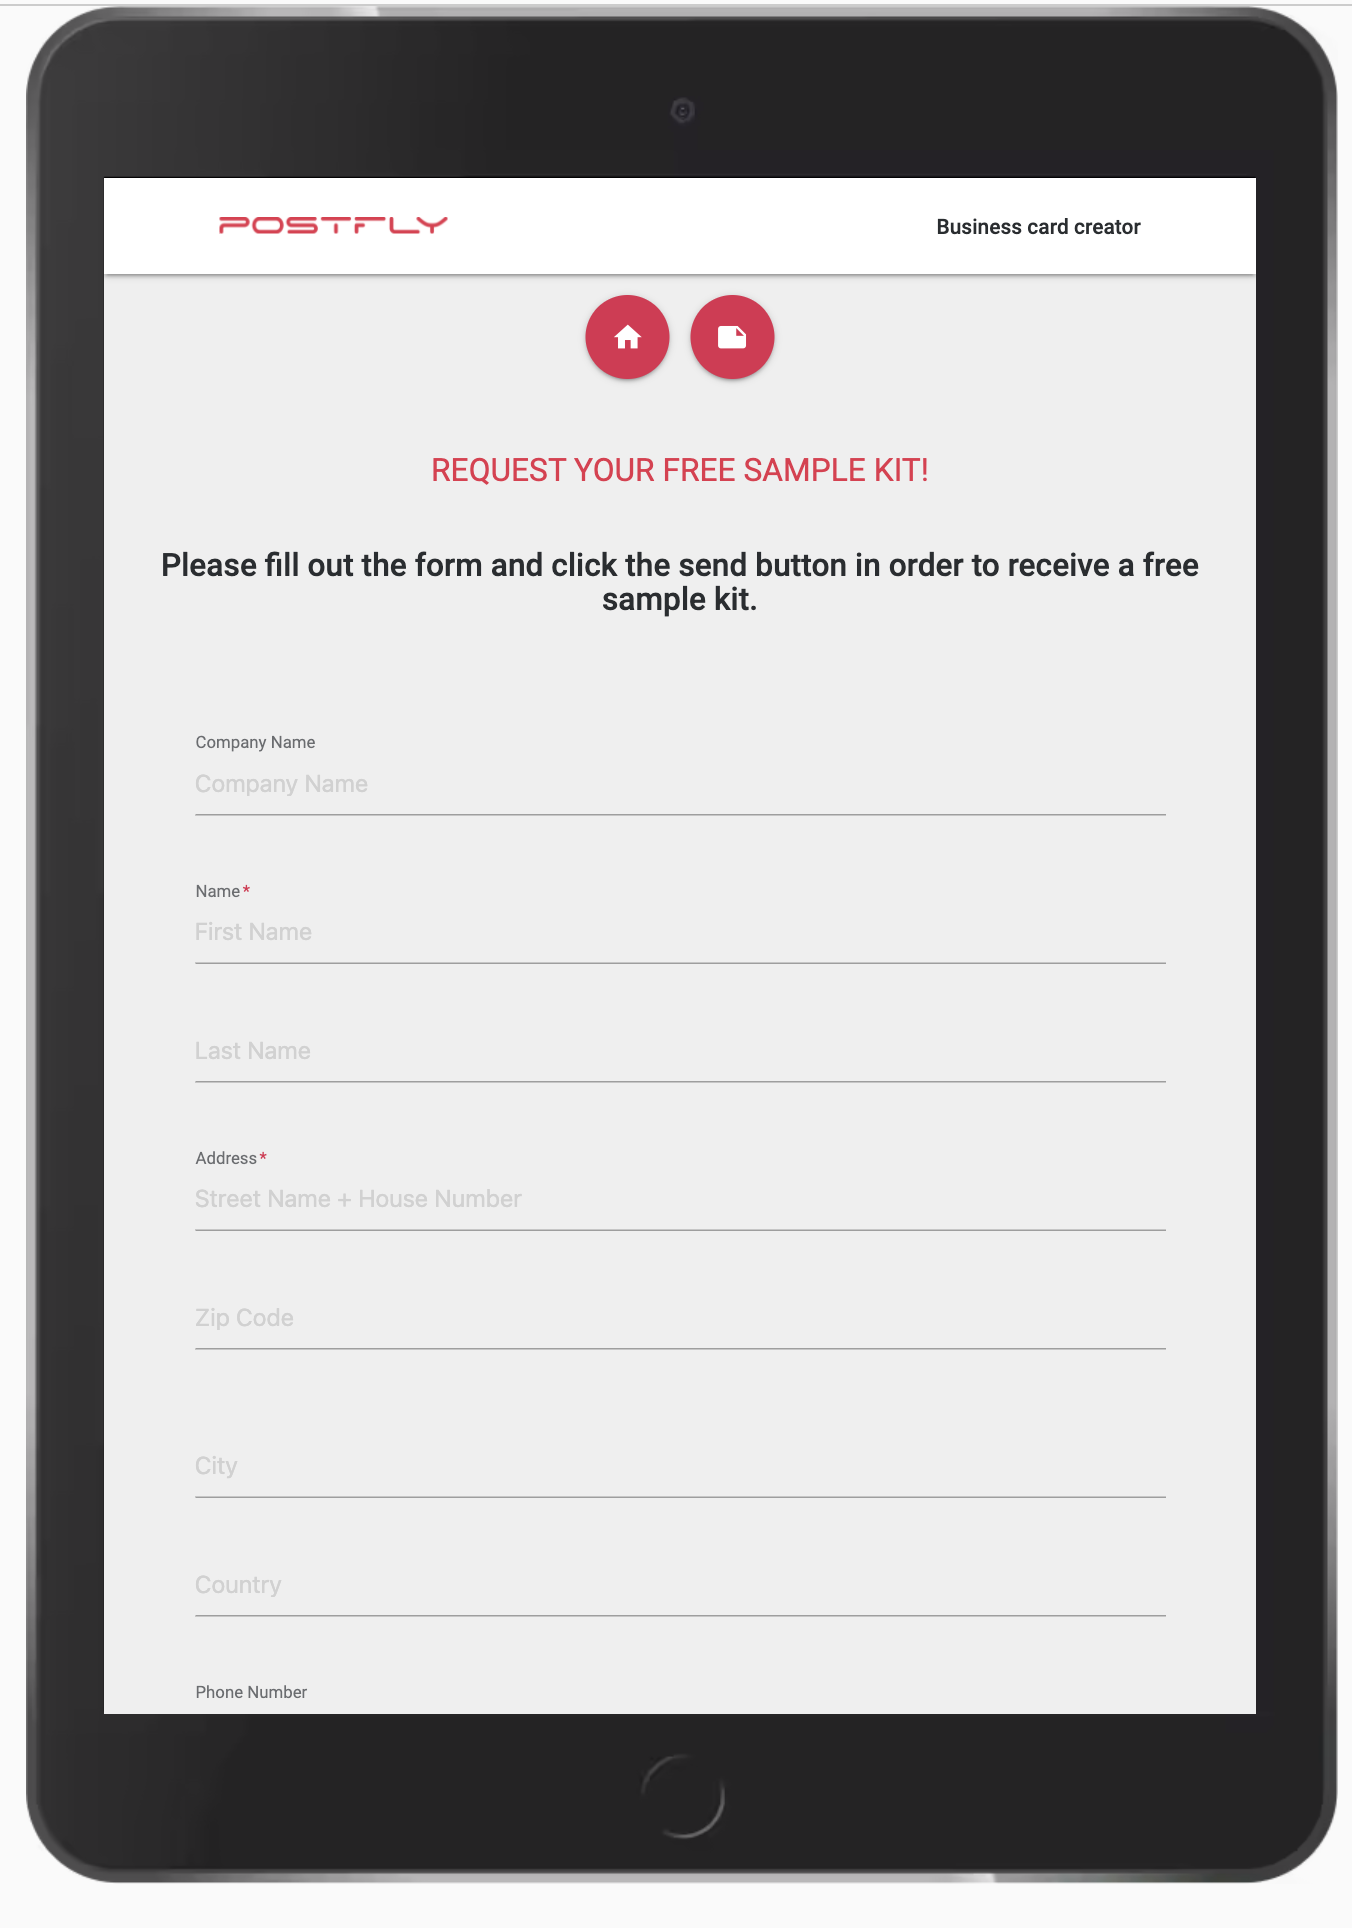 POSTFLY
Business card creator
REQUEST YOUR FREE SAMPLE KIT!
Please fill out the form and click the send button in order to receive a free
sample kit.
Company Name
Company Name
Name*
First Name
Last Name
Address*
Street Name + House Number
Zip Code
City
Country
Phone Number